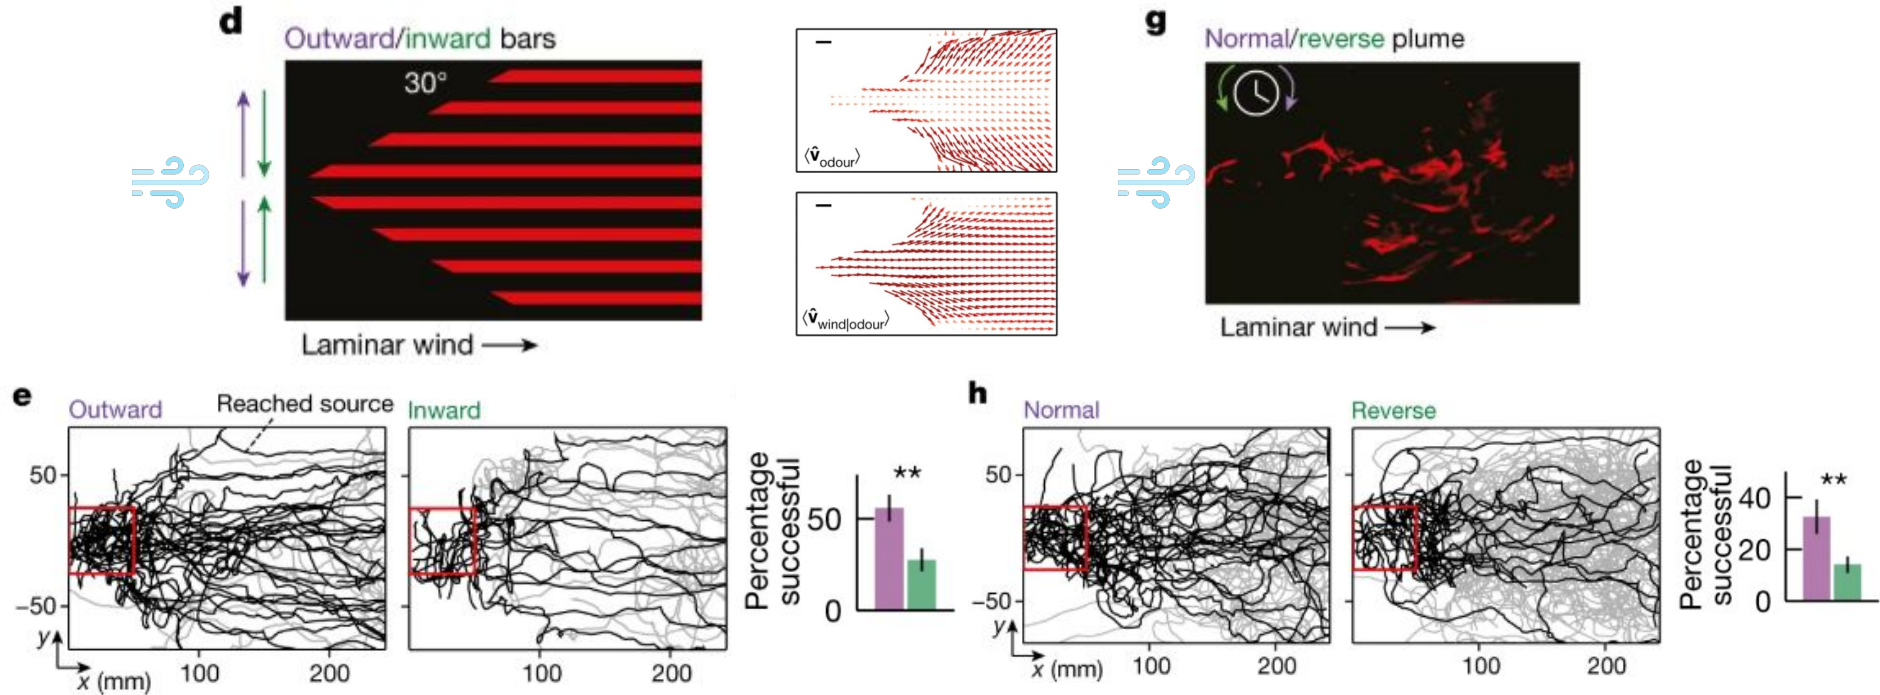 d
Outward/inward bars
30°
Laminar wind
⟨v̂odour⟩
⟨v̂wind|odour⟩
g
Normal/reverse plume
Laminar wind
e
Outward
Reached source
Inward
50
−50
y
x (mm)
100
200
100
200
Percentage
successful
**
50
0
h
Normal
Reverse
50
−50
y
x (mm)
100
200
100
200
Percentage
successful
**
40
20
0